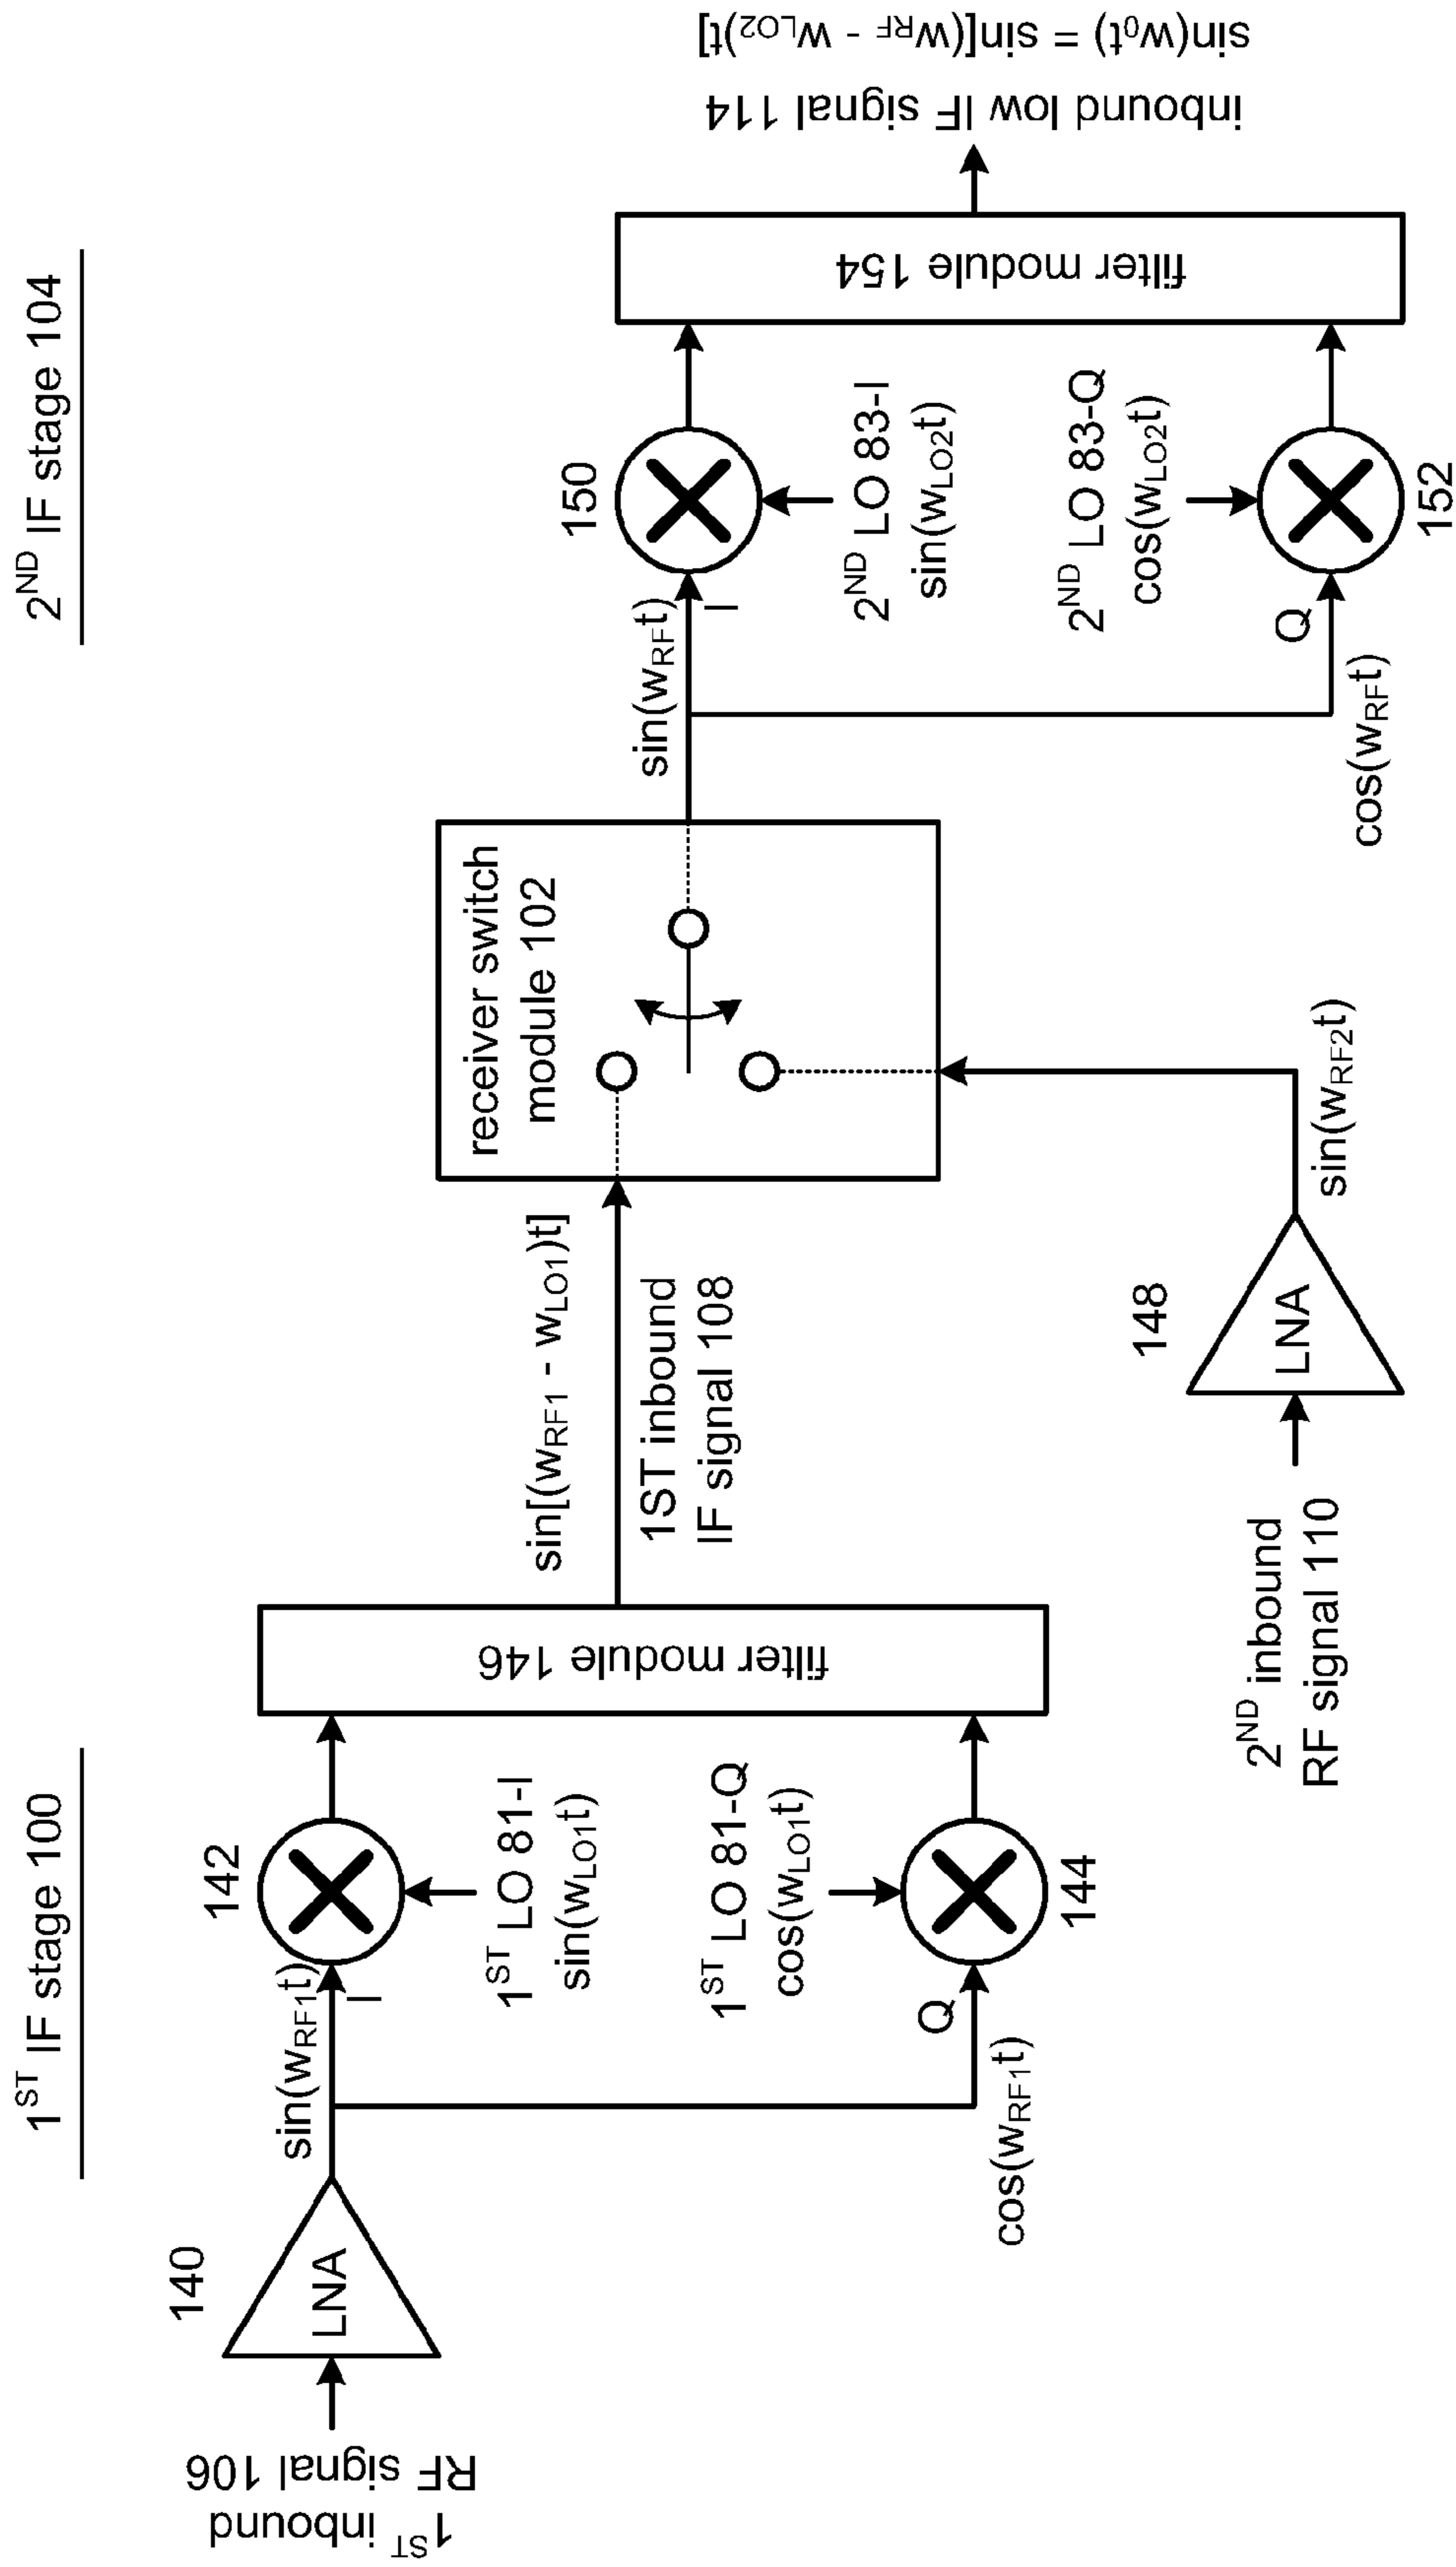 1ST IF stage 100
2ND IF stage 104
1ST inbound
RF signal 106
140
LNA
sin(wRF1t)
I
142
1ST LO 81-I
sin(wLO1t)
1ST LO 81-Q
cos(wLO1t)
Q
cos(wRF1t)
144
filter module 146
sin[(wRF1 - wLO1)t]
1ST inbound
IF signal 108
2ND inbound
RF signal 110
148
LNA
sin(wRF2t)
receiver switch
module 102
sin(wRFt)
I
150
2ND LO 83-I
sin(wLO2t)
2ND LO 83-Q
cos(wLO2t)
Q
cos(wRFt)
152
filter module 154
inbound low IF signal 114
sin(w0t) = sin[(wRF - wLO2)t]